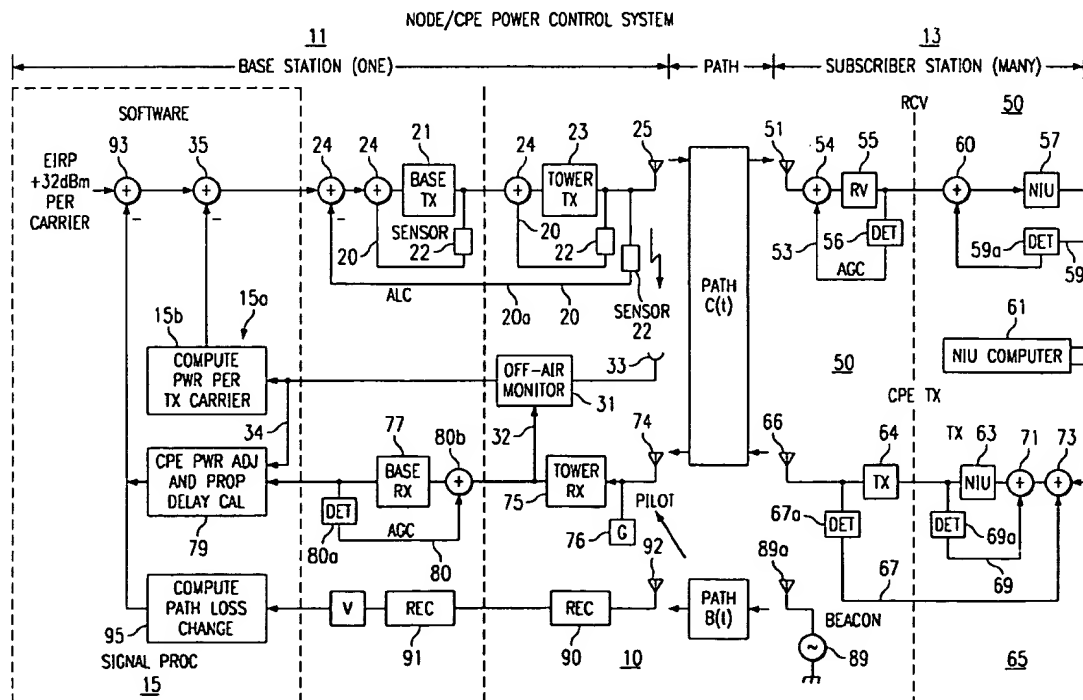 NODE/CPE POWER CONTROL SYSTEM
11
13
BASE STATION (ONE)
PATH
SUBSCRIBER STATION (MANY)
SOFTWARE
RCV
50
93
35
24
24
21
24
23
25
51
54
55
60
57
EIRP
+32dBm
PER
CARRIER
BASE
TX
TOWER
TX
RV
NIU
SENSOR
22
20
20
22
53
56
DET
AGC
59a
DET
59
ALC
20a
20
SENSOR
22
PATH
C(t)
15b
15a
COMPUTE
PWR PER
TX CARRIER
OFF-AIR
MONITOR
31
33
50
61
NIU COMPUTER
CPE TX
34
32
77
80b
74
66
64
TX
63
71
73
CPE PWR ADJ
AND PROP
DELAY CAL
BASE
RX
TOWER
RX
TX
NIU
79
DET
80a
AGC
80
75
PILOT
76
G
67a
DET
DET
69a
69
67
92
89a
COMPUTE
PATH LOSS
CHANGE
V
REC
REC
PATH
B(t)
BEACON
95
91
90
89
SIGNAL PROC
15
10
65